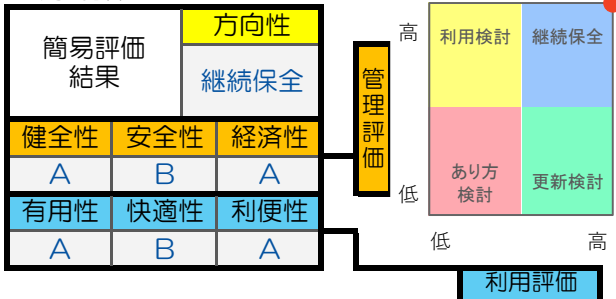 簡易評価
結果
方向性
継続保全
健全性 安全性 経済性
A B A
有用性 快適性 利便性
A B A
管理評価
高
低
利用検討 継続保全
あり方
検討
更新検討
低 高
利用評価